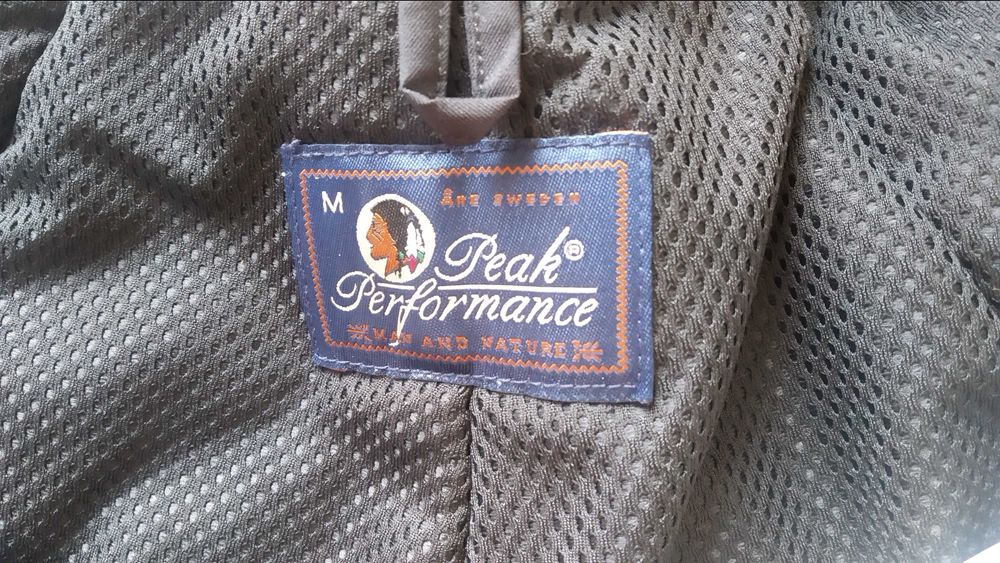 M
ÅRE SWEDEN
Peak®
Performance
MAN AND NATURE